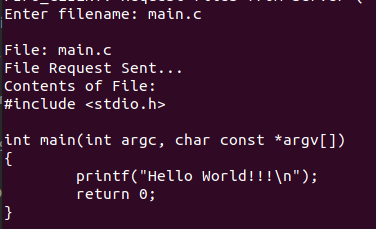 Enter filename: main.c
File: main.c
File Request Sent...
Contents of File:
#include <stdio.h>
int main(int argc, char const *argv[])
{
        printf("Hello World!!!\n");
        return 0;
}